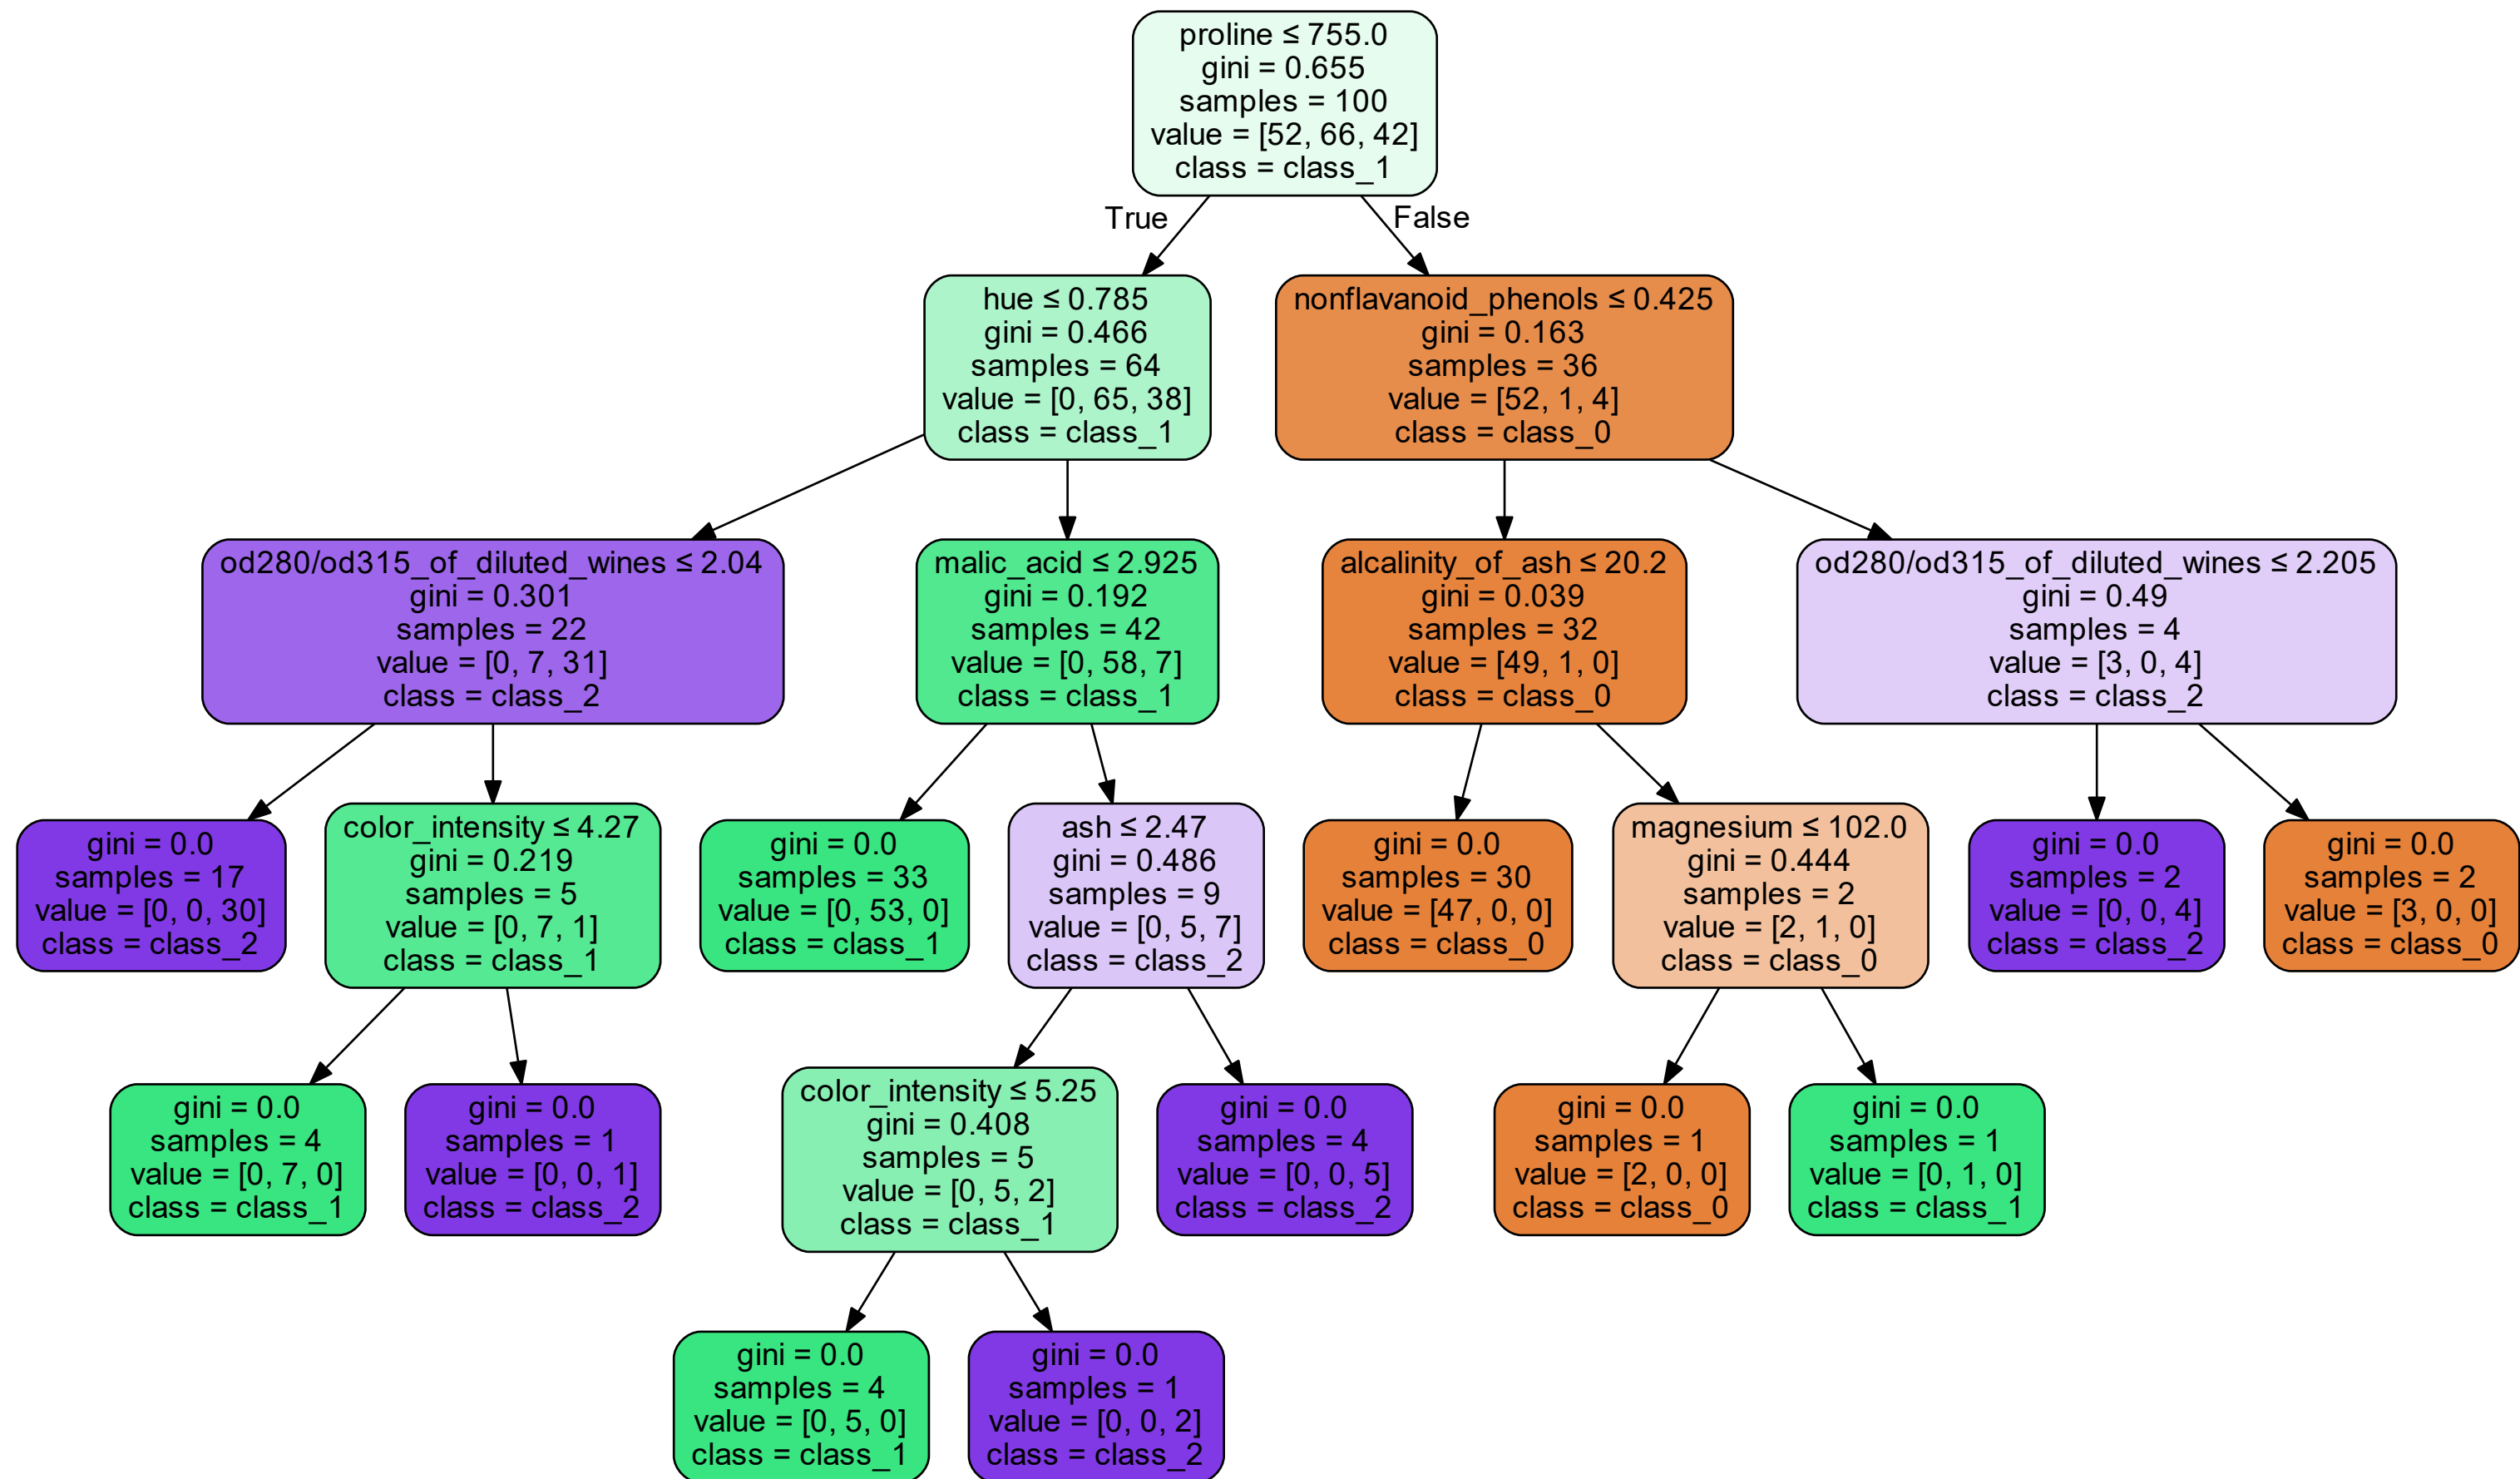 proline ≤ 755.0
gini = 0.655
samples = 100
value = [52, 66, 42]
class = class_1
True
False
hue ≤ 0.785
gini = 0.466
samples = 64
value = [0, 65, 38]
class = class_1
nonflavanoid_phenols ≤ 0.425
gini = 0.163
samples = 36
value = [52, 1, 4]
class = class_0
od280/od315_of_diluted_wines ≤ 2.04
gini = 0.301
samples = 22
value = [0, 7, 31]
class = class_2
malic_acid ≤ 2.925
gini = 0.192
samples = 42
value = [0, 58, 7]
class = class_1
alcalinity_of_ash ≤ 20.2
gini = 0.039
samples = 32
value = [49, 1, 0]
class = class_0
od280/od315_of_diluted_wines ≤ 2.205
gini = 0.49
samples = 4
value = [3, 0, 4]
class = class_2
gini = 0.0
samples = 17
value = [0, 0, 30]
class = class_2
color_intensity ≤ 4.27
gini = 0.219
samples = 5
value = [0, 7, 1]
class = class_1
gini = 0.0
samples = 33
value = [0, 53, 0]
class = class_1
ash ≤ 2.47
gini = 0.486
samples = 9
value = [0, 5, 7]
class = class_2
gini = 0.0
samples = 30
value = [47, 0, 0]
class = class_0
magnesium ≤ 102.0
gini = 0.444
samples = 2
value = [2, 1, 0]
class = class_0
gini = 0.0
samples = 2
value = [0, 0, 4]
class = class_2
gini = 0.0
samples = 2
value = [3, 0, 0]
class = class_0
gini = 0.0
samples = 4
value = [0, 7, 0]
class = class_1
gini = 0.0
samples = 1
value = [0, 0, 1]
class = class_2
color_intensity ≤ 5.25
gini = 0.408
samples = 5
value = [0, 5, 2]
class = class_1
gini = 0.0
samples = 4
value = [0, 0, 5]
class = class_2
gini = 0.0
samples = 1
value = [2, 0, 0]
class = class_0
gini = 0.0
samples = 1
value = [0, 1, 0]
class = class_1
gini = 0.0
samples = 4
value = [0, 5, 0]
class = class_1
gini = 0.0
samples = 1
value = [0, 0, 2]
class = class_2